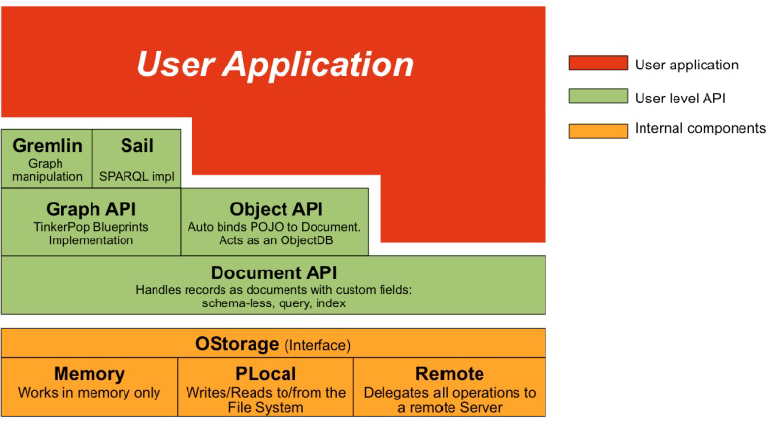 User Application
User application
User level API
Internal components
Gremlin
Graph
manipulation
Sail
SPARQL impl
Graph API
TinkerPop Blueprints
Implementation
Object API
Auto binds POJO to Document.
Acts as an ObjectDB
Document API
Handles records as documents with custom fields:
schema-less, query, index
OStorage (Interface)
Memory
Works in memory only
PLocal
Writes/Reads to/from the
File System
Remote
Delegates all operations to
a remote Server